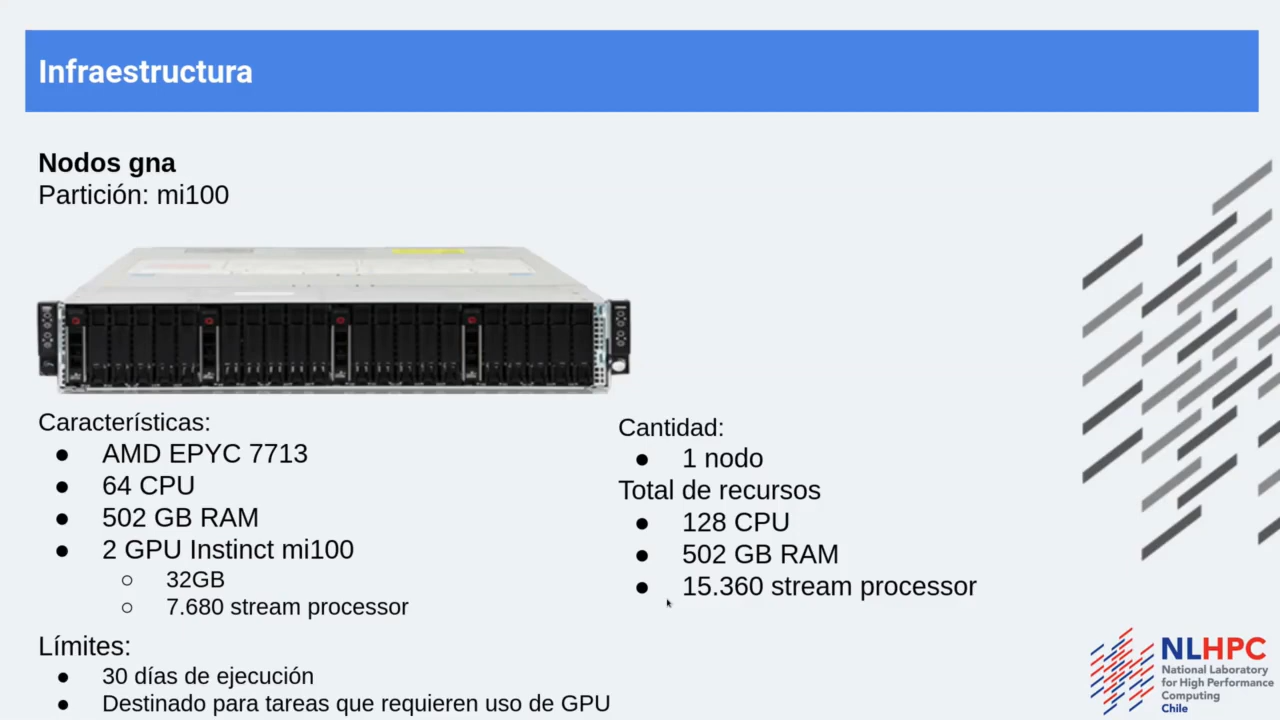 Infraestructura
Nodos gna
Partición: mi100
Características:
● AMD EPYC 7713
● 64 CPU
● 502 GB RAM
● 2 GPU Instinct mi100
○ 32GB
○ 7.680 stream processor
Límites:
● 30 días de ejecución
● Destinado para tareas que requieren uso de GPU
Cantidad:
● 1 nodo
Total de recursos
● 128 CPU
● 502 GB RAM
● 15.360 stream processor
NLHPC
National Laboratory
for High Performance
Computing
Chile